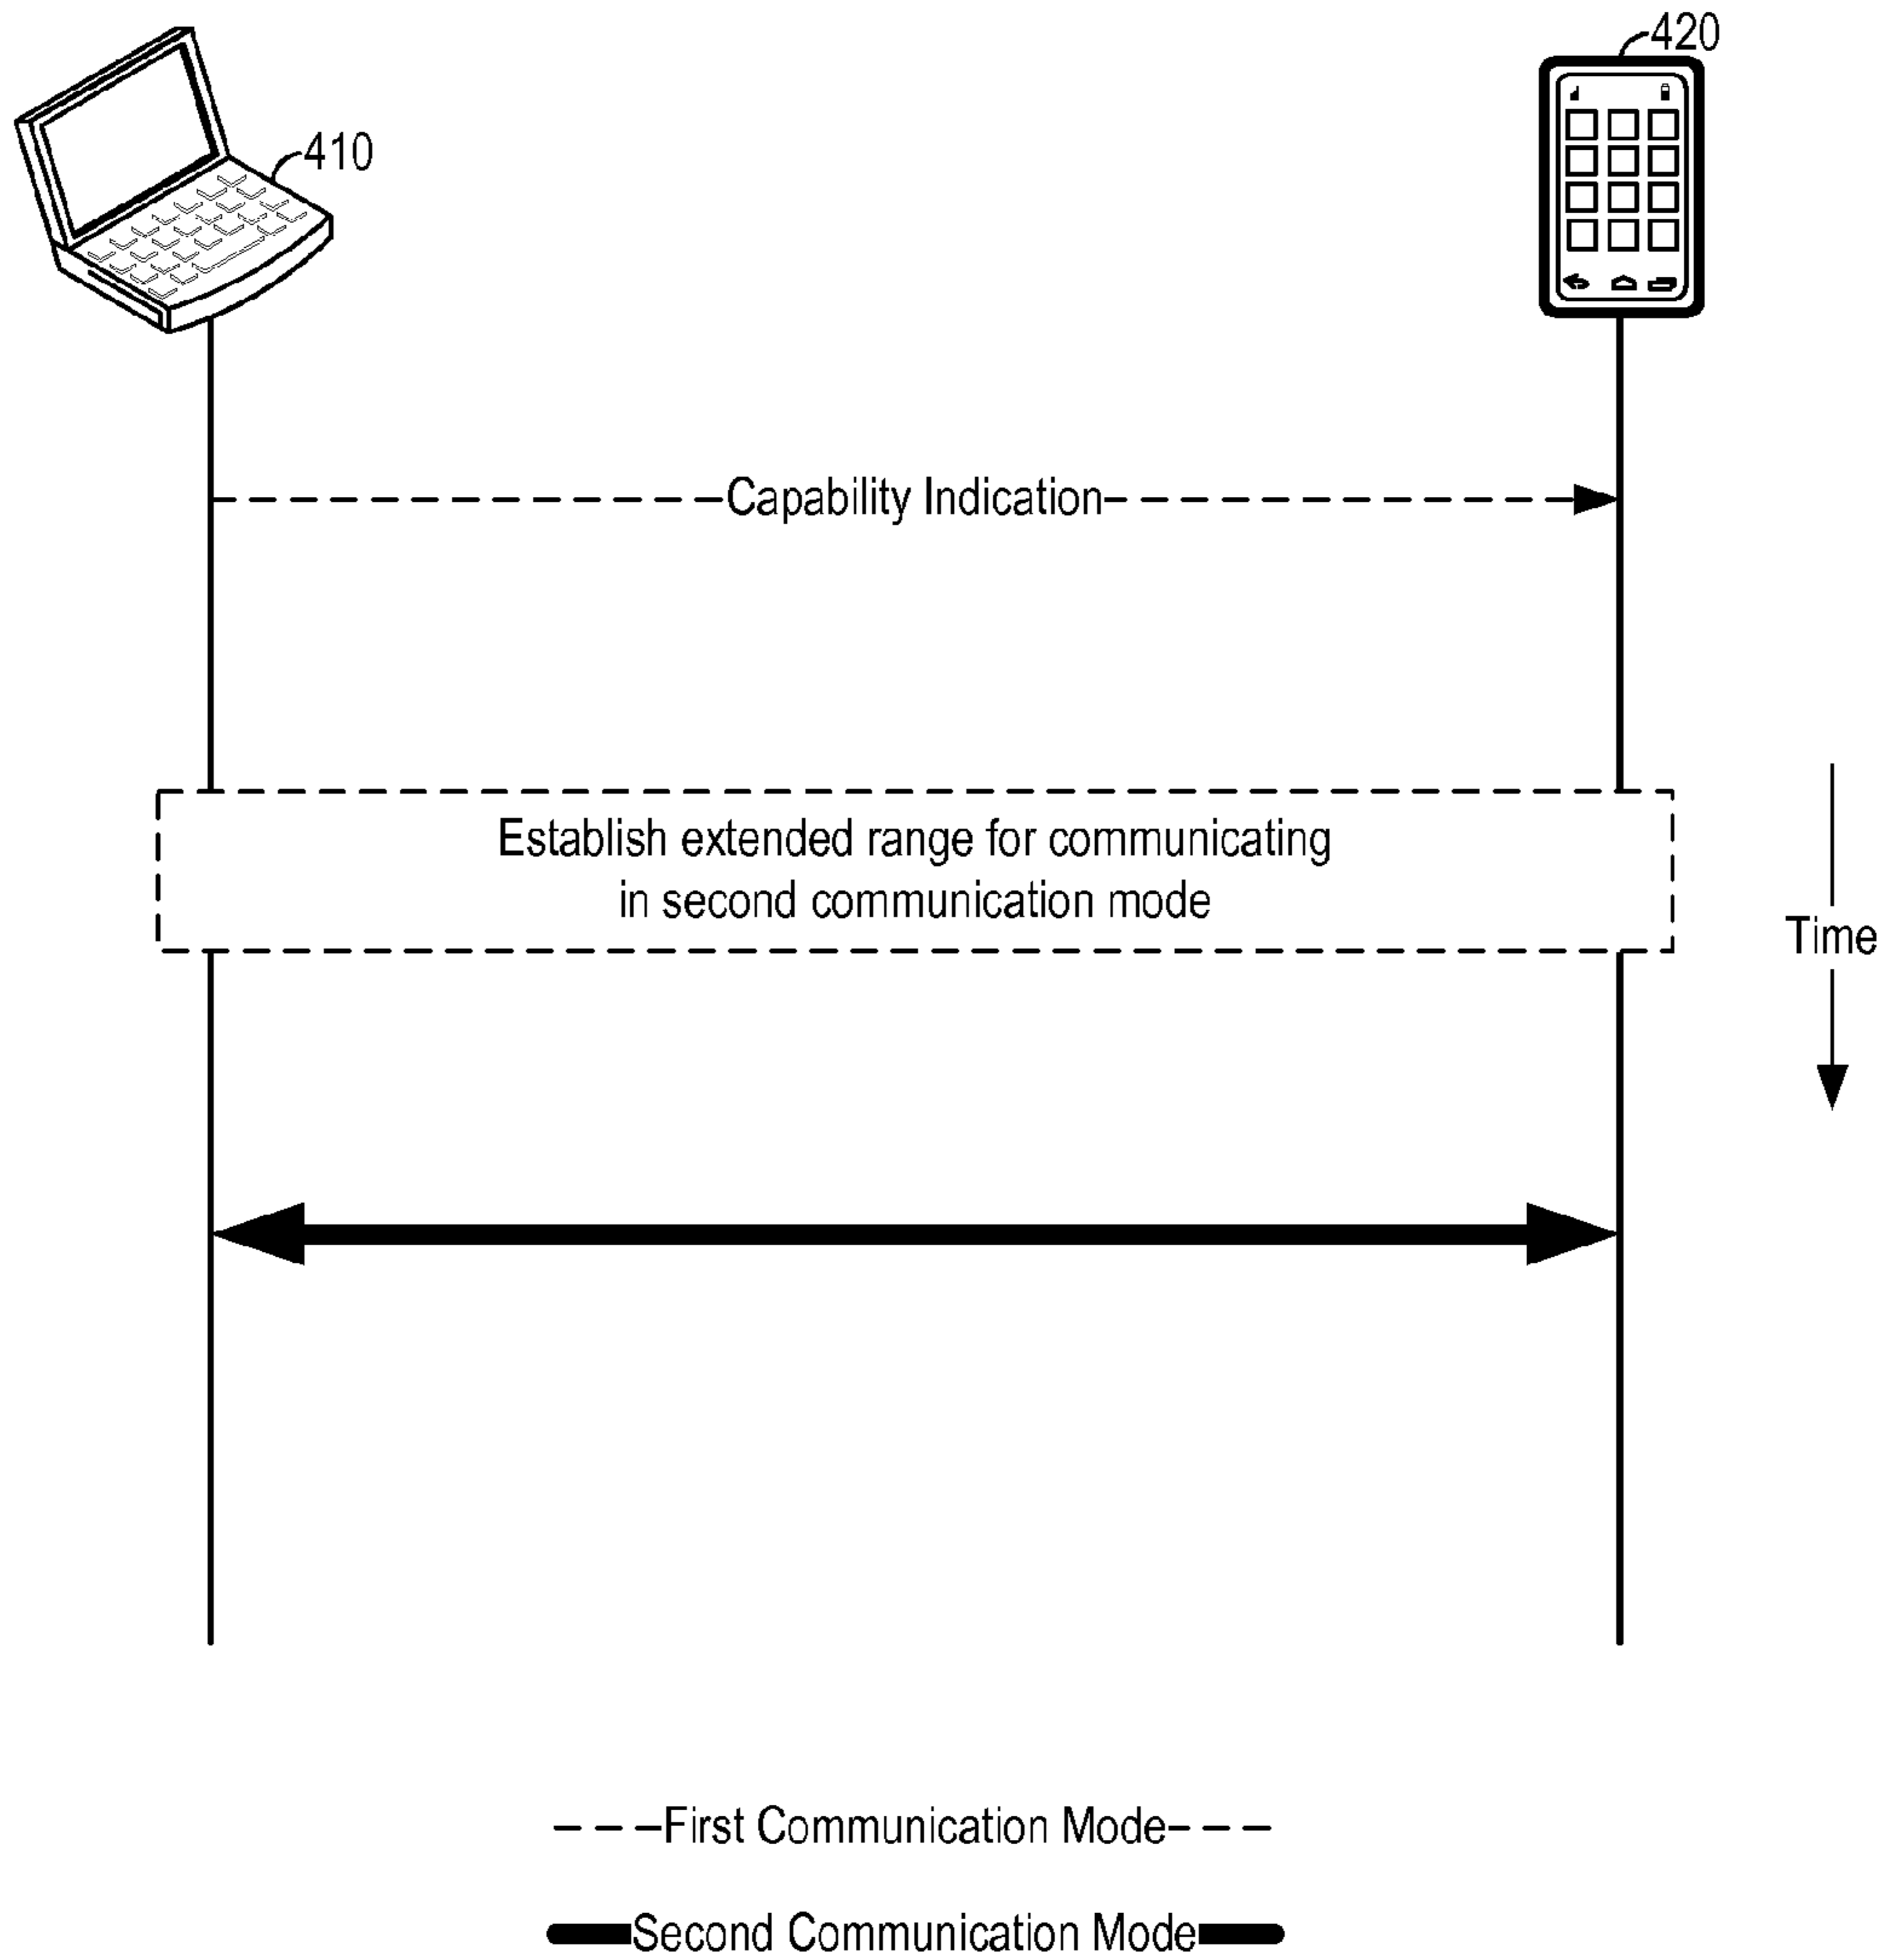 420
410
Capability Indication
Establish extended range for communicating
in second communication mode
Time
First Communication Mode
Second Communication Mode